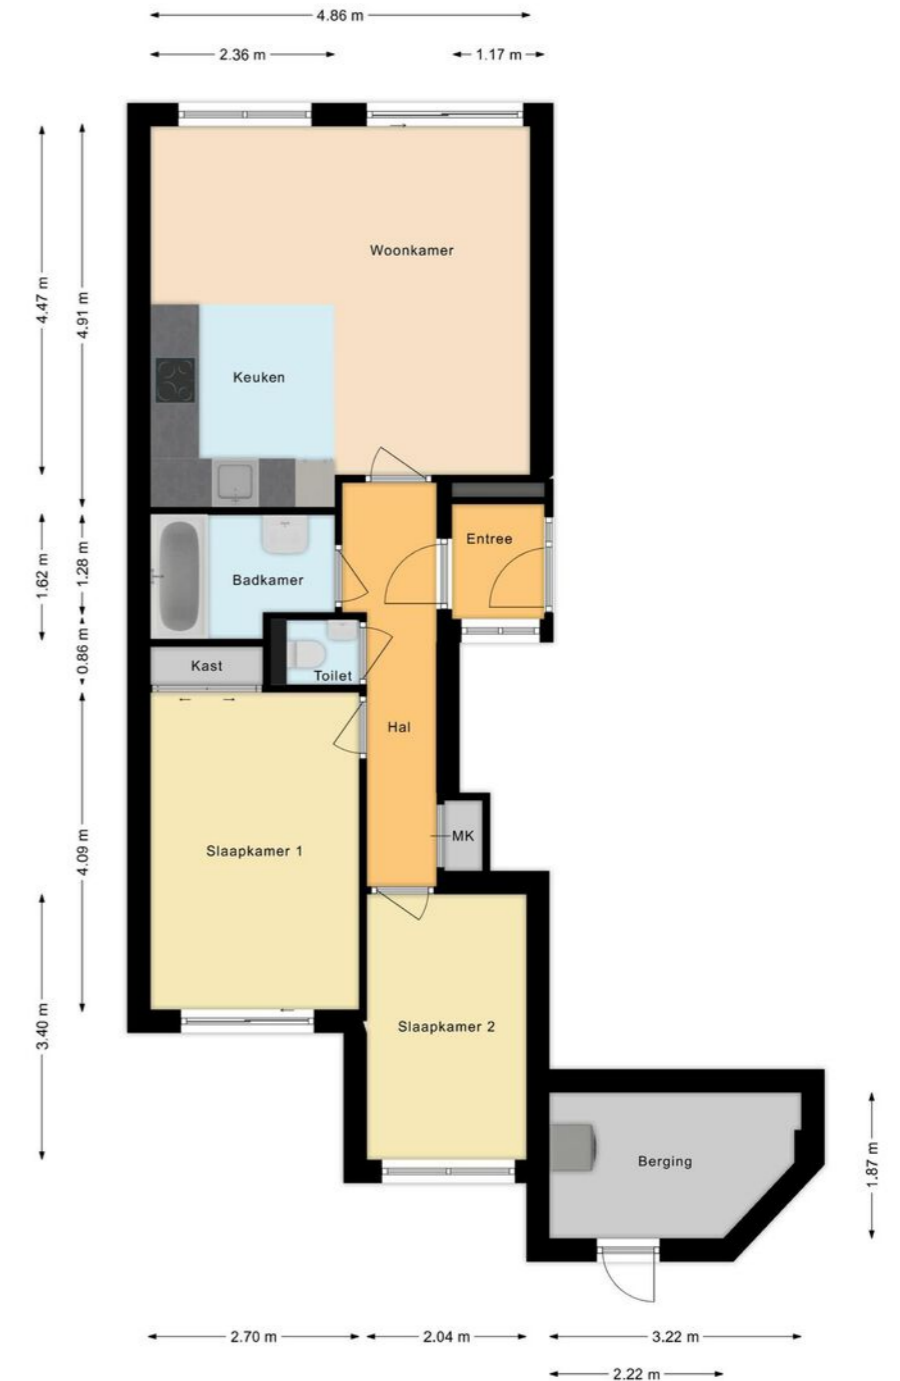 4.86 m
2.36 m
1.17 m
Woonkamer
4.47 m
4.91 m
Keuken
Entree
1.62 m
1.28 m
Badkamer
0.86 m
Kast
Toilet
Hal
MK
Slaapkamer 1
4.09 m
3.40 m
Slaapkamer 2
Berging
1.87 m
2.70 m
2.04 m
3.22 m
2.22 m